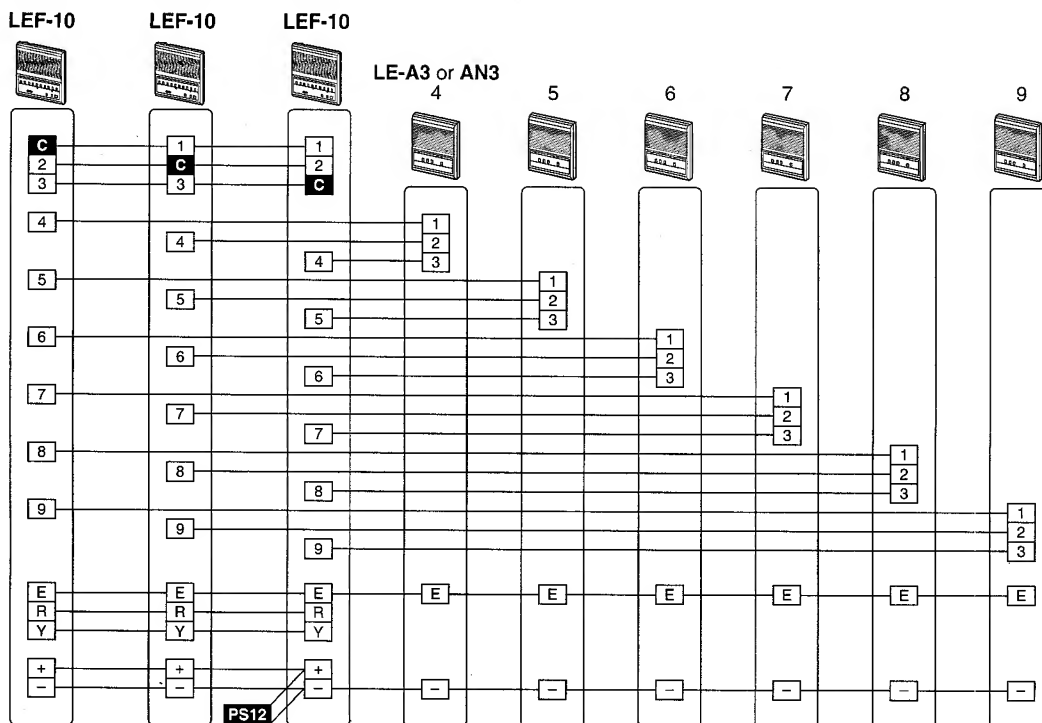 LEF-10 LEF-10 LEF-10
LE-A3 or AN3
4 5 6 7 8 9
C 1 1
2 C 2
3 3 C
4 1
4 2
4 3
5 1
5 2
5 3
6 1
6 2
6 3
7 1
7 2
7 3
8 1
8 2
8 3
9 1
9 2
9 3
E E E E E E E E E
R R R
Y Y Y
+ + +
− − − − − − − − −
PS12